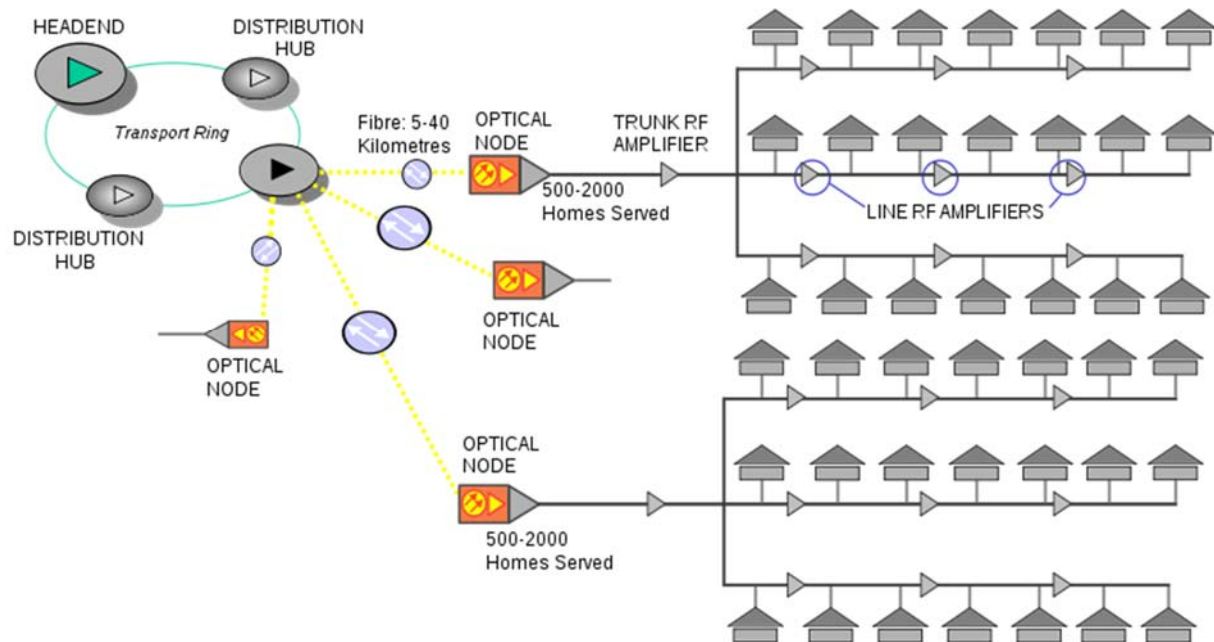 HEADEND
DISTRIBUTION
HUB
Transport Ring
DISTRIBUTION
HUB
Fibre: 5-40
Kilometres
OPTICAL
NODE
500-2000
Homes Served
TRUNK RF
AMPLIFIER
LINE RF AMPLIFIERS
OPTICAL
NODE
OPTICAL
NODE
OPTICAL
NODE
500-2000
Homes Served